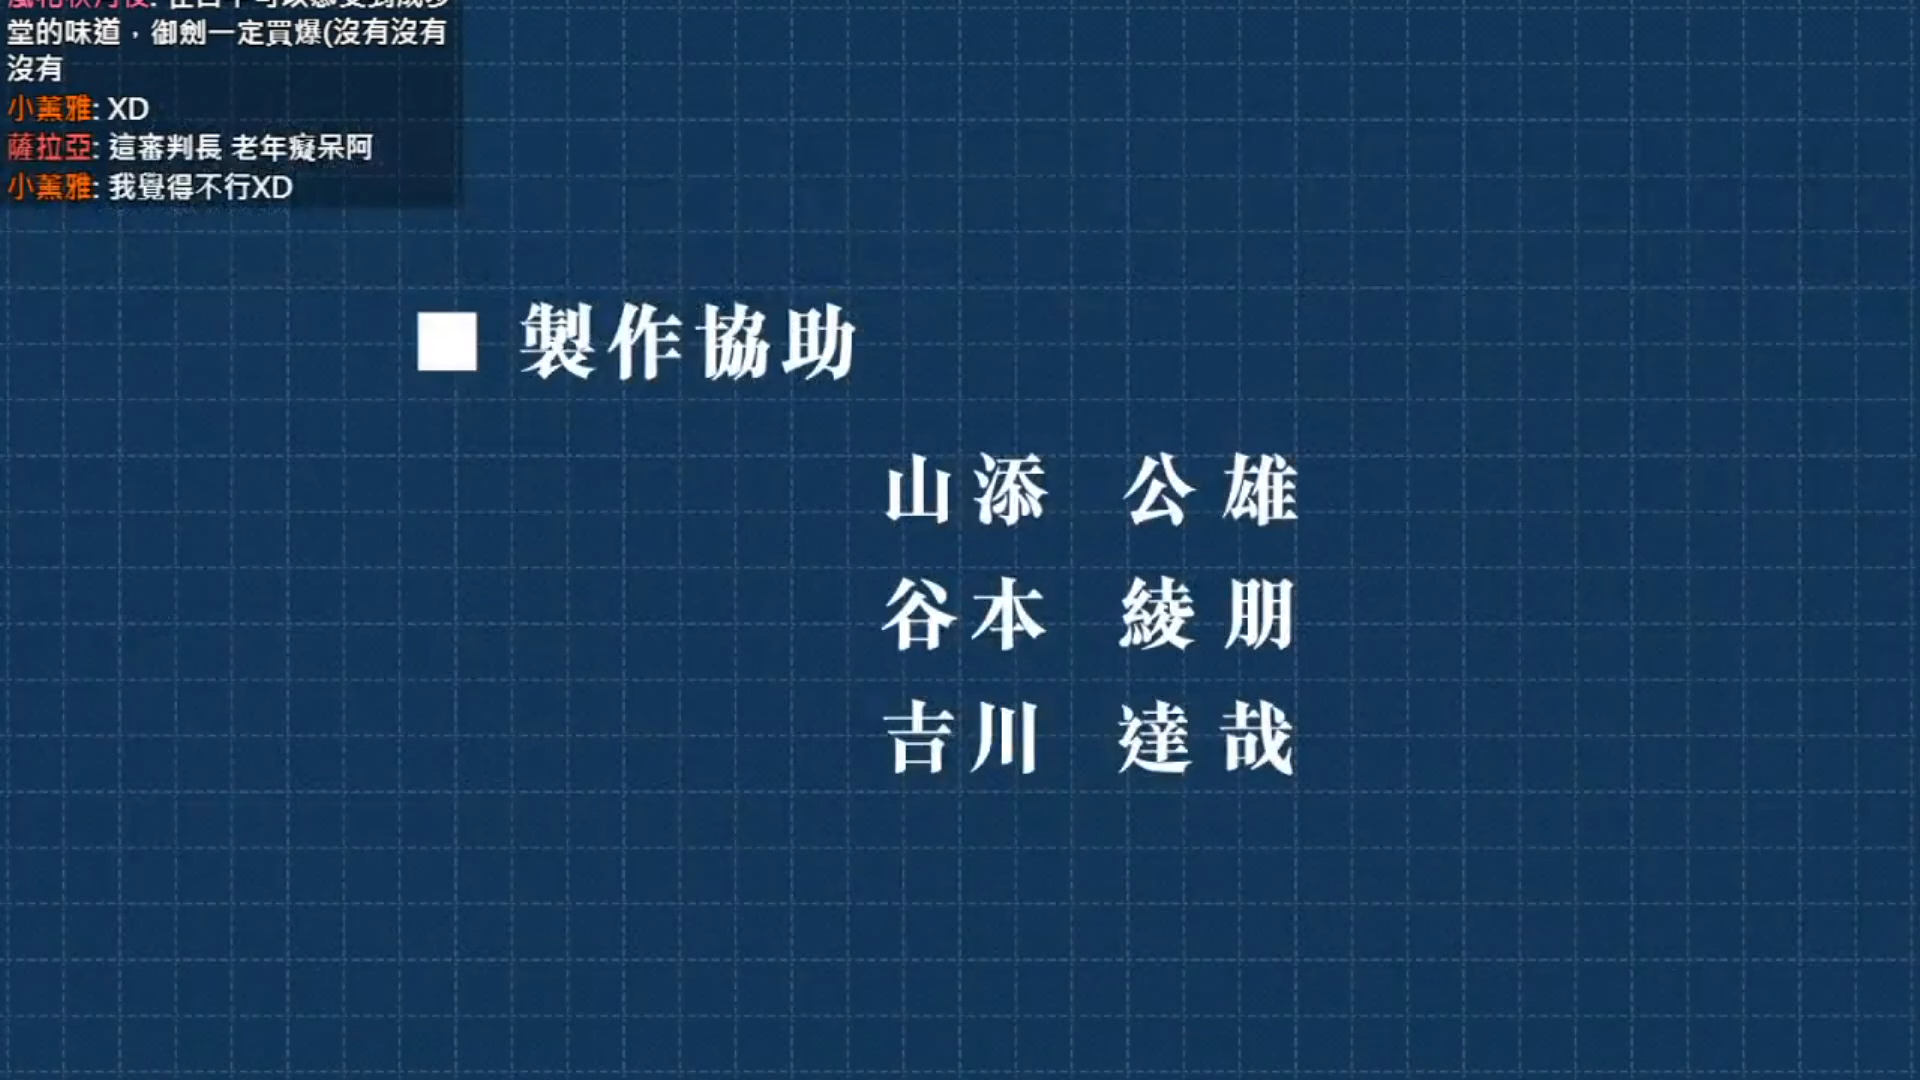 堂的味道，御劍一定買爆(沒有沒有
沒有
小薰雅: XD
薩拉亞: 這審判長 老年癡呆阿
小薰雅: 我覺得不行XD
■ 製作協助
山添 公雄
谷本 綾朋
吉川 達哉